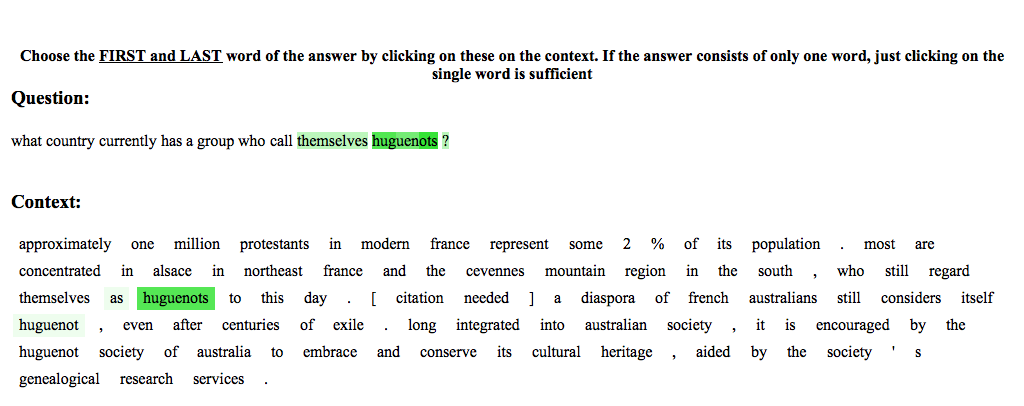 Choose the FIRST and LAST word of the answer by clicking on these on the context. If the answer consists of only one word, just clicking on the
single word is sufficient
Question:
what country currently has a group who call themselves huguenots ?
Context:
approximately one million protestants in modern france represent some 2 % of its population . most are
concentrated in alsace in northeast france and the cevennes mountain region in the south , who still regard
themselves as huguenots to this day . [ citation needed ] a diaspora of french australians still considers itself
huguenot , even after centuries of exile . long integrated into australian society , it is encouraged by the
huguenot society of australia to embrace and conserve its cultural heritage , aided by the society ' s
genealogical research services .